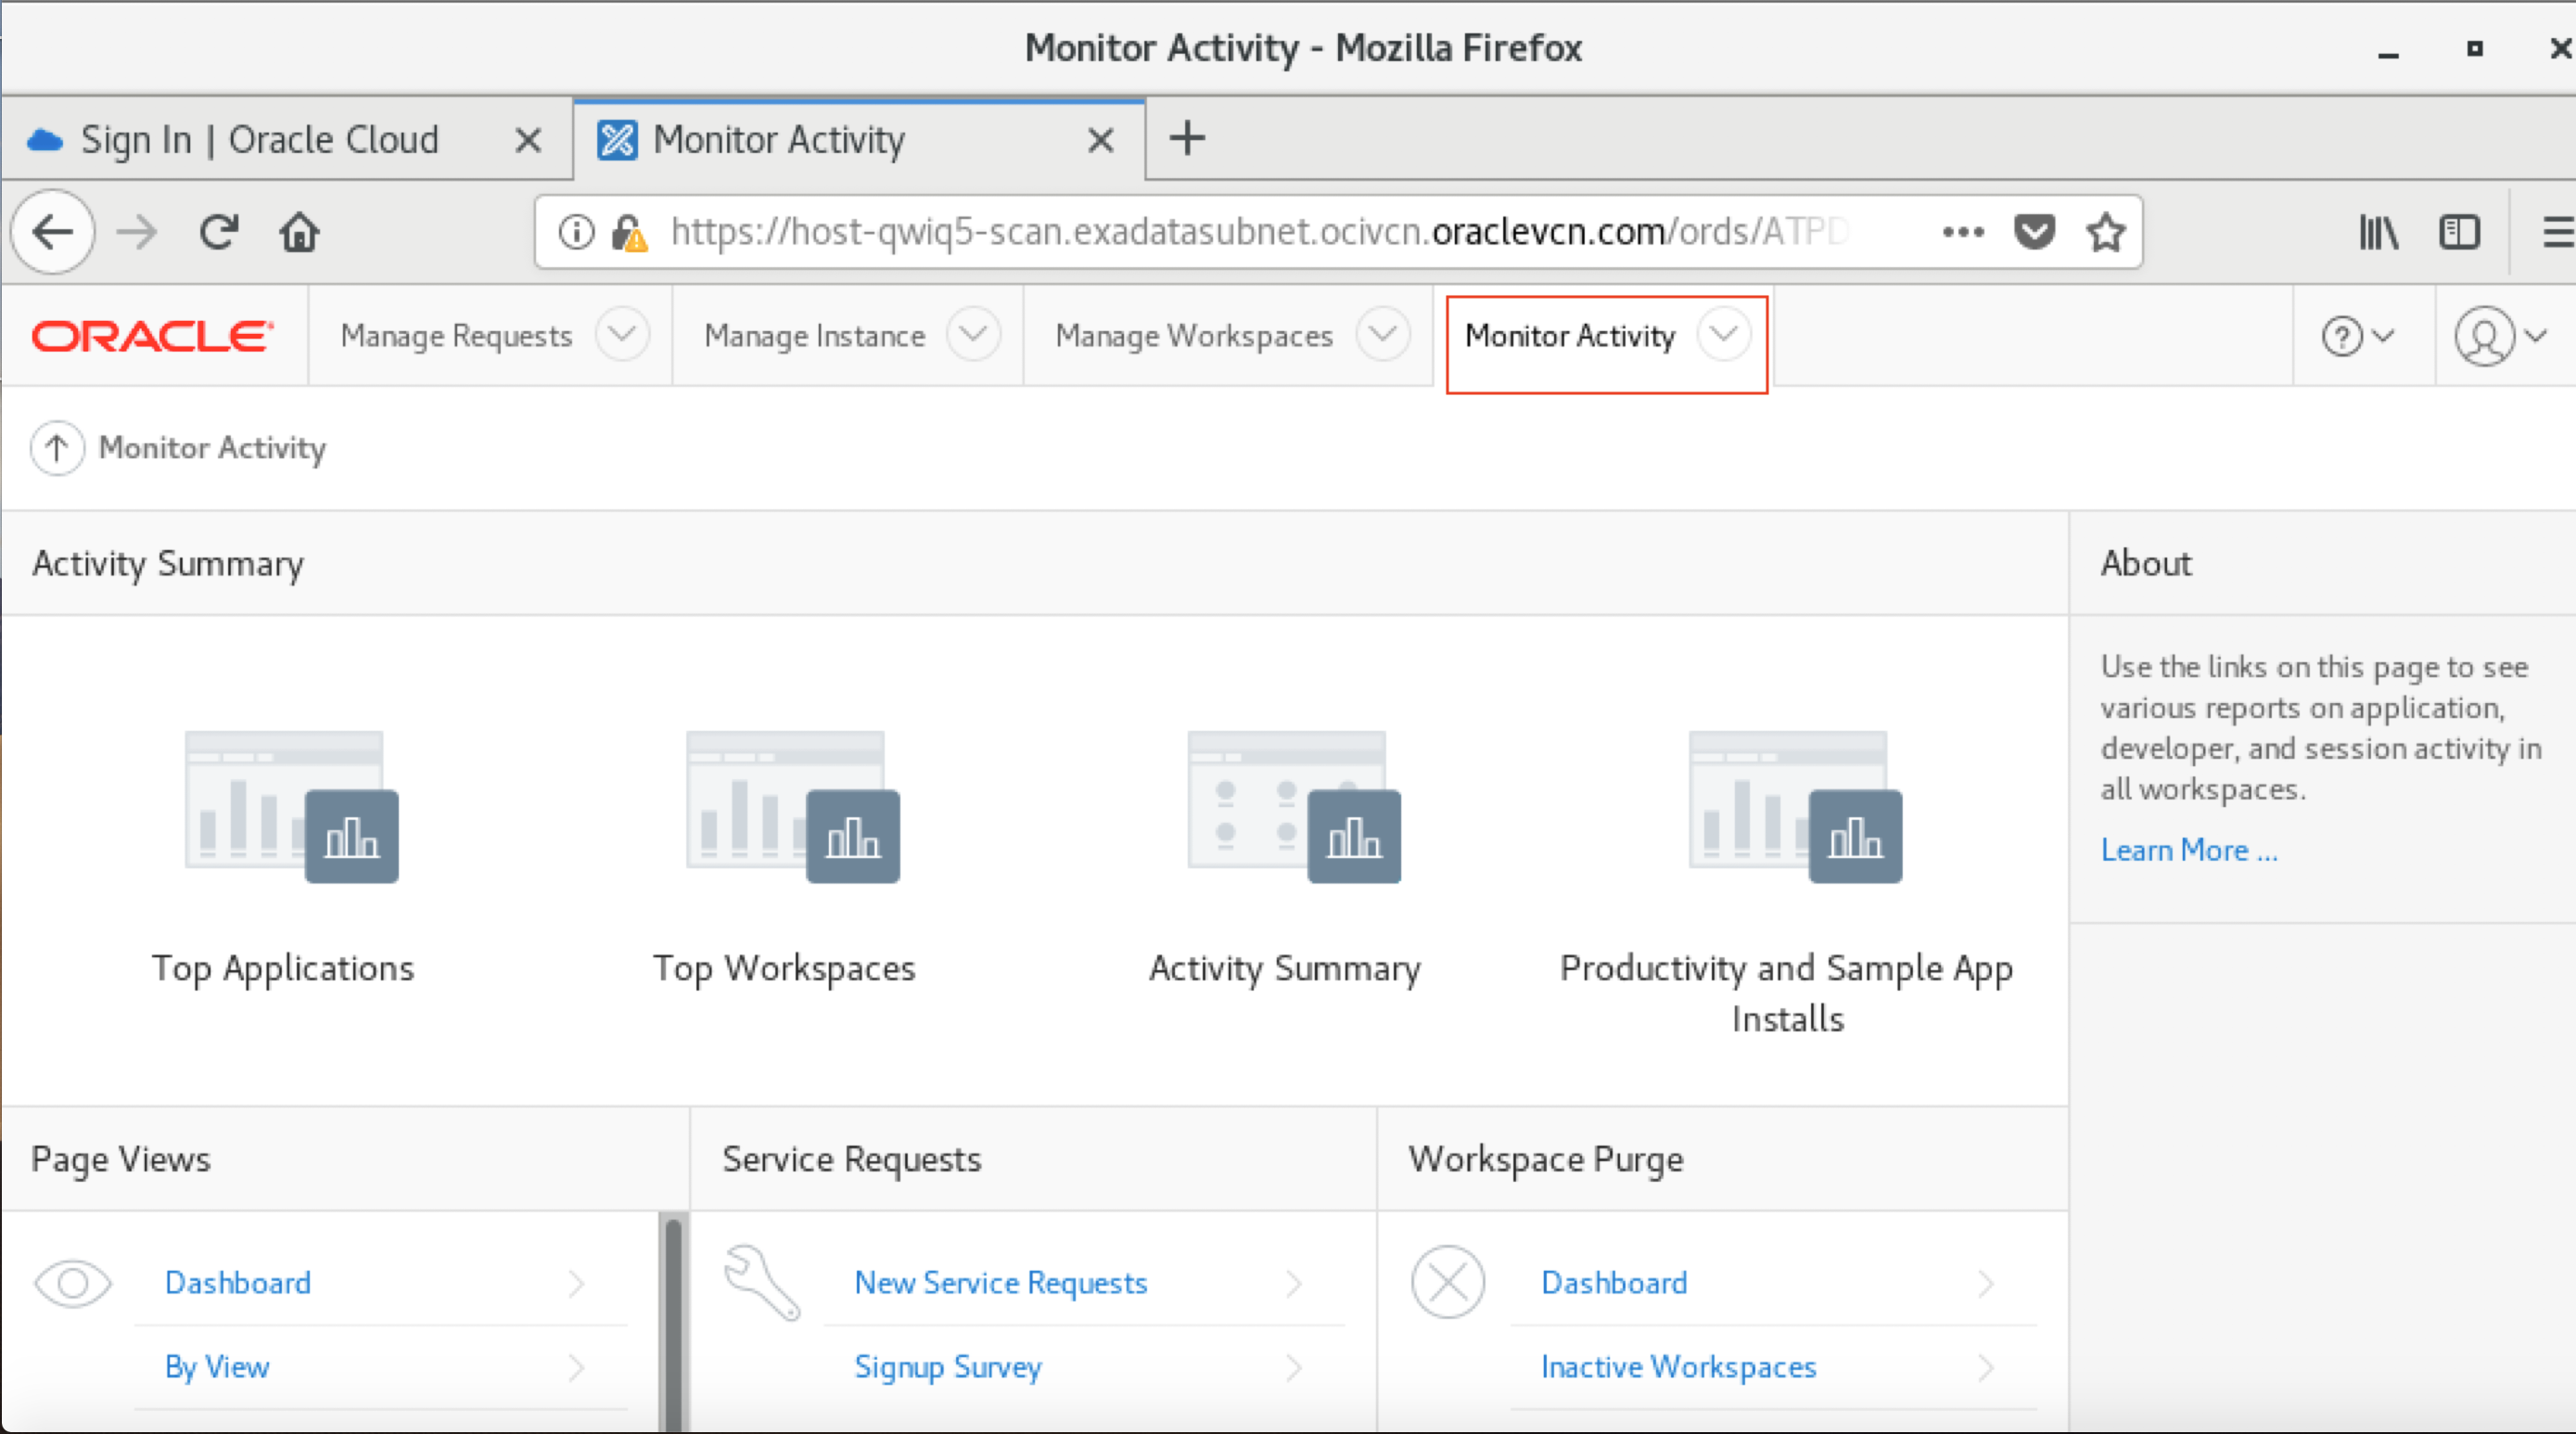 Monitor Activity - Mozilla Firefox
Sign In | Oracle Cloud
Monitor Activity
https://host-qwiq5-scan.exadatasubnet.ocivcn.oraclevcn.com/ords/ATPD
ORACLE
Manage Requests
Manage Instance
Manage Workspaces
Monitor Activity
Monitor Activity
Activity Summary
Top Applications
Top Workspaces
Activity Summary
Productivity and Sample App
Installs
About
Use the links on this page to see
various reports on application,
developer, and session activity in
all workspaces.
Learn More ...
Page Views
Dashboard
By View
Service Requests
New Service Requests
Signup Survey
Workspace Purge
Dashboard
Inactive Workspaces